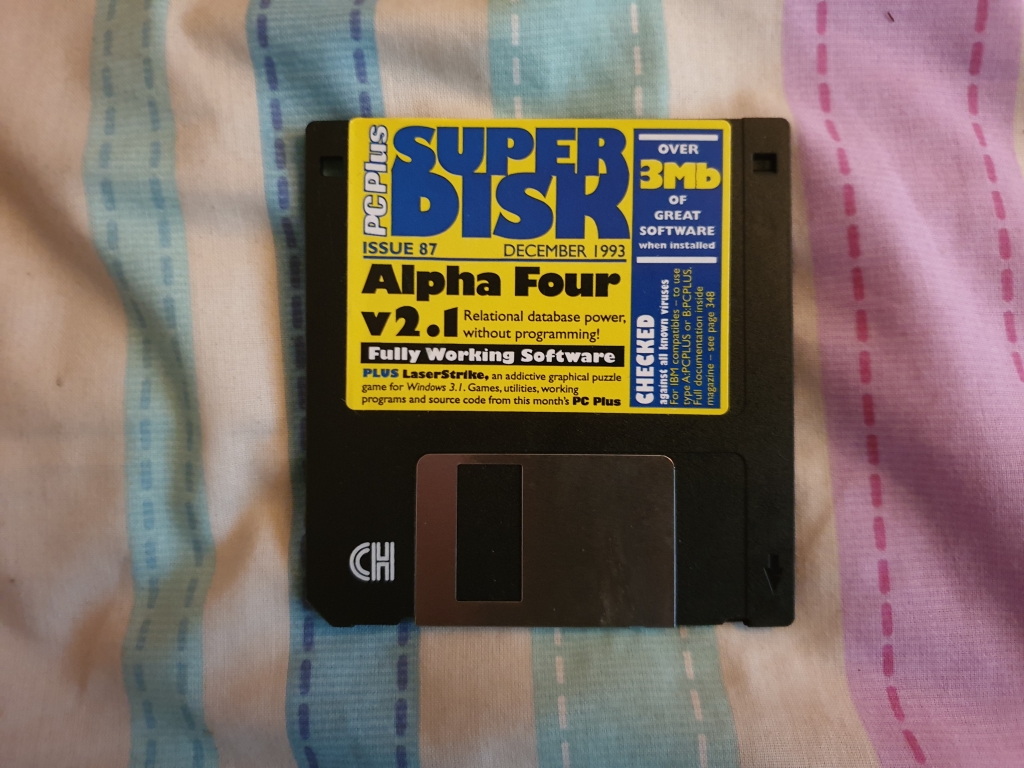 PCPlus
SUPER
DISK
ISSUE 87 DECEMBER 1993
Alpha Four
v2.1 Relational database power,
without programming!
Fully Working Software
PLUS LaserStrike, an addictive graphical puzzle
game for Windows 3.1. Games, utilities, working
programs and source code from this month's PC Plus
OVER
3Mb
OF
GREAT
SOFTWARE
when installed
CHECKED
against all known viruses
For IBM compatibles – to use
type A:PCPLUS or B:PCPLUS.
Full documentation inside
magazine – see page 348
CH